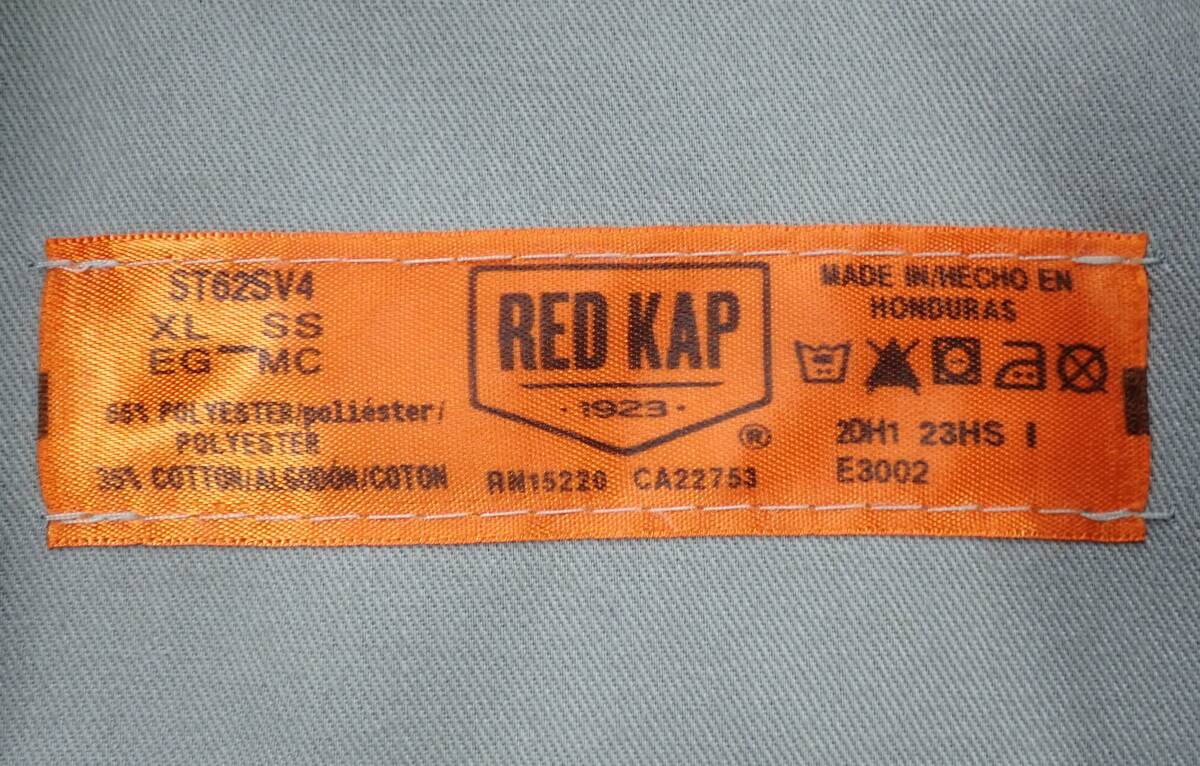 ST62SV4
XL SS
EG MC
65% POLYESTER/poliéster/
POLYESTER
35% COTTON/ALGODÓN/COTON
RED KAP
· 1923 ·
®
RN15220 CA22753
MADE IN/HECHO EN
HONDURAS
2DH1 23HS I
E3002